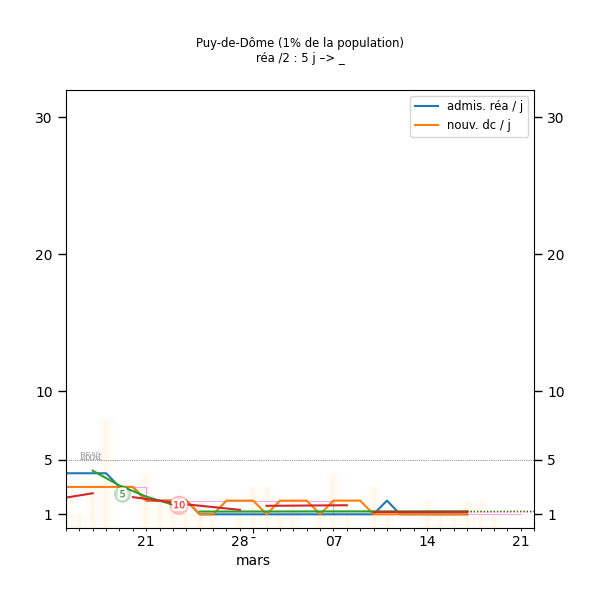 Puy-de-Dôme (1% de la population)
réa /2 : 5 j –> _
admis. réa / j
nouv. dc / j
30 30
20 20
10 10
5 5
1 1
5
10
21 28 07 14 21
mars